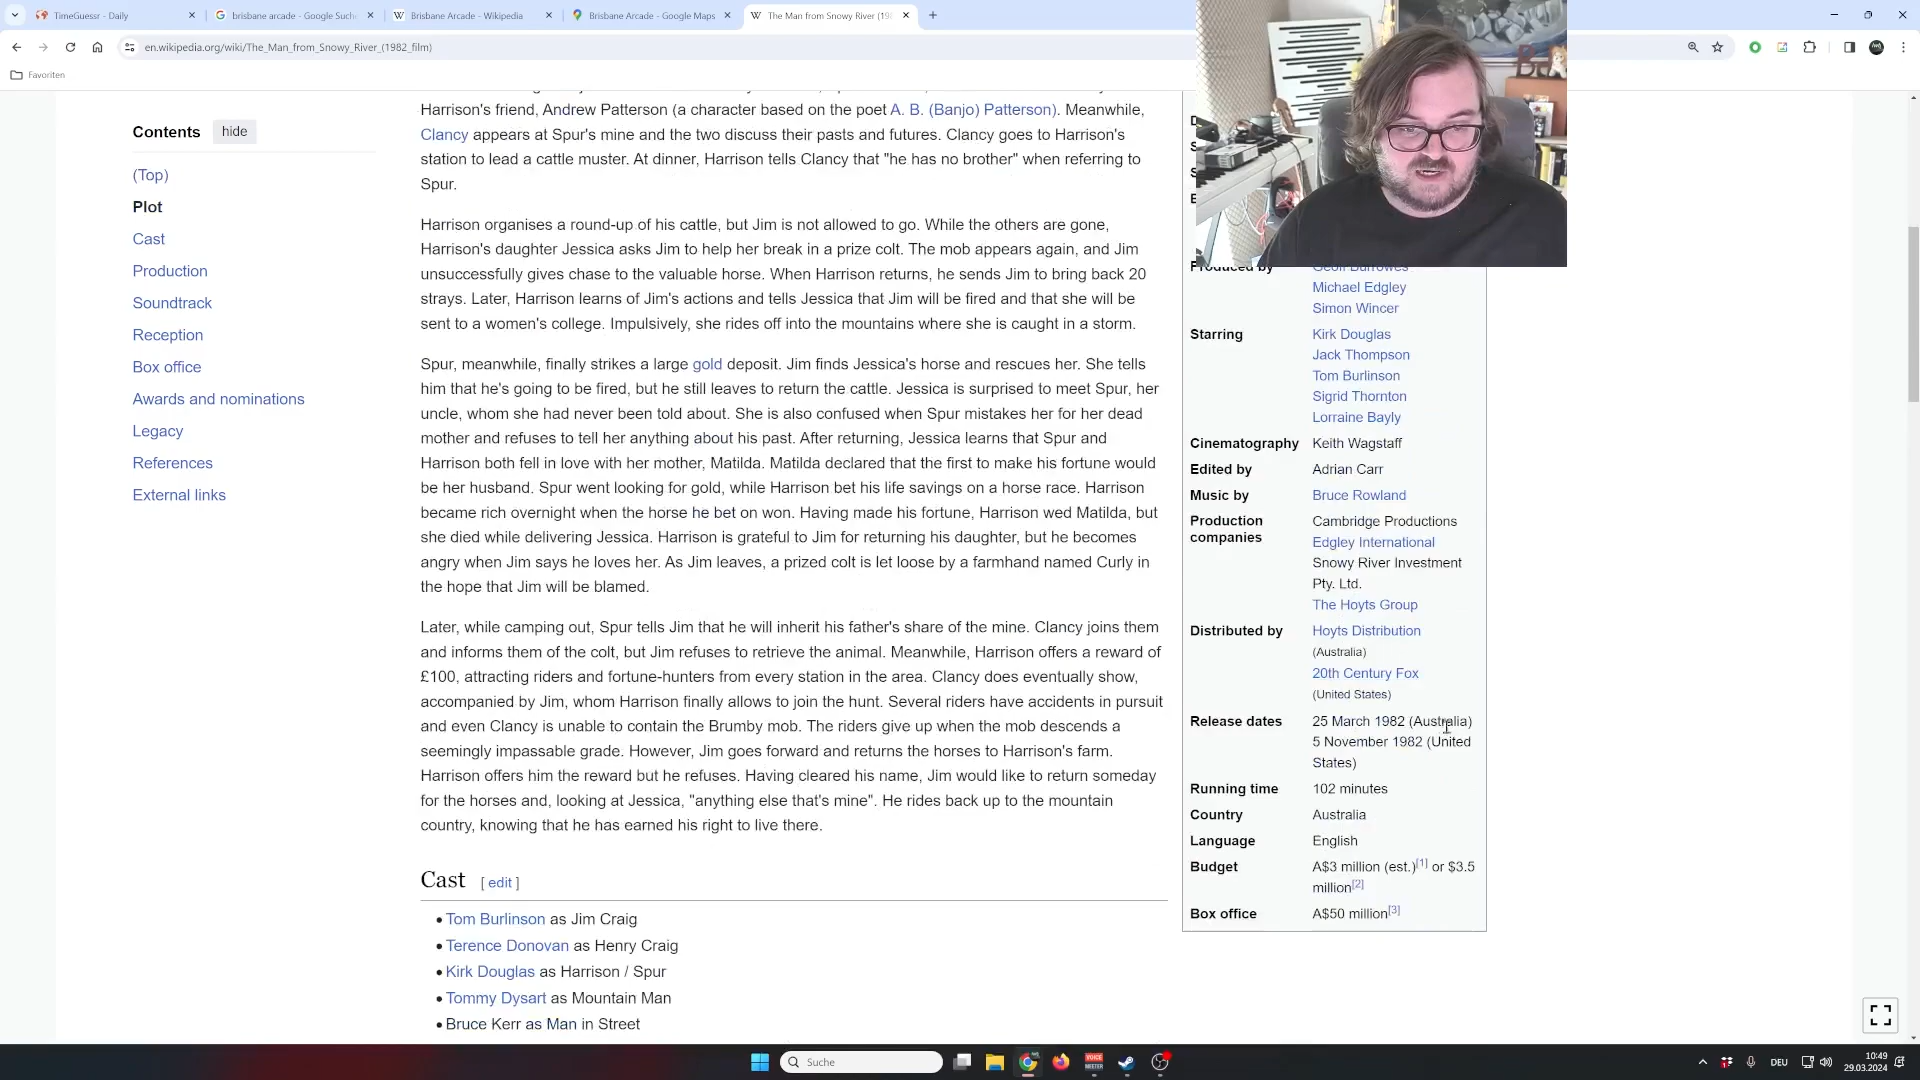 TimeGuessr - Daily
brisbane arcade - Google Such
Brisbane Arcade - Wikipedia
Brisbane Arcade - Google Maps
The Man from Snowy River (19
en.wikipedia.org/wiki/The_Man_from_Snowy_River_(1982_film)
Favoriten
Contents hide
(Top)
Plot
Cast
Production
Soundtrack
Reception
Box office
Awards and nominations
Legacy
References
External links
Harrison's friend, Andrew Patterson (a character based on the poet A. B. (Banjo) Patterson). Meanwhile,
Clancy appears at Spur's mine and the two discuss their pasts and futures. Clancy goes to Harrison's
station to lead a cattle muster. At dinner, Harrison tells Clancy that "he has no brother" when referring to
Spur.
Harrison organises a round-up of his cattle, but Jim is not allowed to go. While the others are gone,
Harrison's daughter Jessica asks Jim to help her break in a prize colt. The mob appears again, and Jim
unsuccessfully gives chase to the valuable horse. When Harrison returns, he sends Jim to bring back 20
strays. Later, Harrison learns of Jim's actions and tells Jessica that Jim will be fired and that she will be
sent to a women's college. Impulsively, she rides off into the mountains where she is caught in a storm.
Spur, meanwhile, finally strikes a large gold deposit. Jim finds Jessica's horse and rescues her. She tells
him that he's going to be fired, but he still leaves to return the cattle. Jessica is surprised to meet Spur, her
uncle, whom she had never been told about. She is also confused when Spur mistakes her for her dead
mother and refuses to tell her anything about his past. After returning, Jessica learns that Spur and
Harrison both fell in love with her mother, Matilda. Matilda declared that the first to make his fortune would
be her husband. Spur went looking for gold, while Harrison bet his life savings on a horse race. Harrison
became rich overnight when the horse he bet on won. Having made his fortune, Harrison wed Matilda, but
she died while delivering Jessica. Harrison is grateful to Jim for returning his daughter, but he becomes
angry when Jim says he loves her. As Jim leaves, a prized colt is let loose by a farmhand named Curly in
the hope that Jim will be blamed.
Later, while camping out, Spur tells Jim that he will inherit his father's share of the mine. Clancy joins them
and informs them of the colt, but Jim refuses to retrieve the animal. Meanwhile, Harrison offers a reward of
£100, attracting riders and fortune-hunters from every station in the area. Clancy does eventually show,
accompanied by Jim, whom Harrison finally allows to join the hunt. Several riders have accidents in pursuit
and even Clancy is unable to contain the Brumby mob. The riders give up when the mob descends a
seemingly impassable grade. However, Jim goes forward and returns the horses to Harrison's farm.
Harrison offers him the reward but he refuses. Having cleared his name, Jim would like to return someday
for the horses and, looking at Jessica, "anything else that's mine". He rides back up to the mountain
country, knowing that he has earned his right to live there.
Cast [ edit ]
Tom Burlinson as Jim Craig
Terence Donovan as Henry Craig
Kirk Douglas as Harrison / Spur
Tommy Dysart as Mountain Man
Bruce Kerr as Man in Street
Produced by Geoff Burrowes
Michael Edgley
Simon Wincer
Starring Kirk Douglas
Jack Thompson
Tom Burlinson
Sigrid Thornton
Lorraine Bayly
Cinematography Keith Wagstaff
Edited by Adrian Carr
Music by Bruce Rowland
Production Cambridge Productions
companies Edgley International
Snowy River Investment
Pty. Ltd.
The Hoyts Group
Distributed by Hoyts Distribution
(Australia)
20th Century Fox
(United States)
Release dates 25 March 1982 (Australia)
5 November 1982 (United
States)
Running time 102 minutes
Country Australia
Language English
Budget A$3 million (est.)[1] or $3.5
million[2]
Box office A$50 million[3]
Suche
VOICE
MEETER
DEU
10:49
29.03.2024